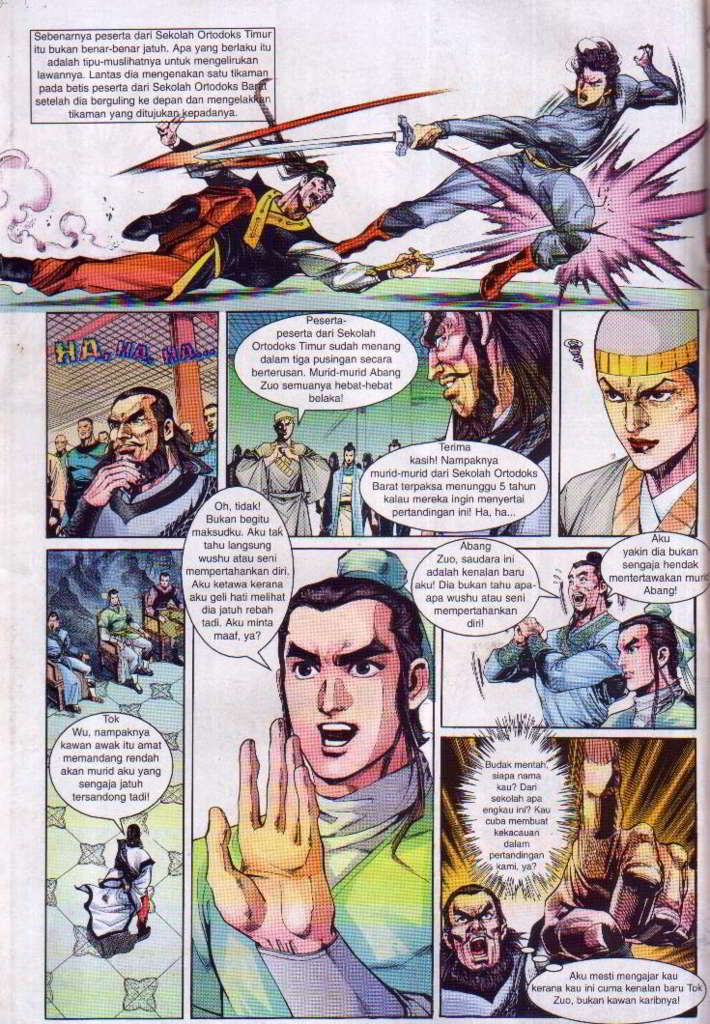 Sebenarnya peserta dari Sekolah Ortodoks Timur
itu bukan benar-benar jatuh. Apa yang berlaku itu
adalah tipu-muslihatnya untuk mengelirukan
lawannya. Lantas dia mengenakan satu tikaman
pada betis peserta dari Sekolah Ortodoks Barat
setelah dia berguling ke depan dan mengelakkan
tikaman yang ditujukan kepadanya.
HA, HA, HA...
Peserta-
peserta dari Sekolah
Ortodoks Timur sudah menang
dalam tiga pusingan secara
berterusan. Murid-murid Abang
Zuo semuanya hebat-hebat
belaka!
Terima
kasih! Nampaknya
murid-murid dari Sekolah Ortodoks
Barat terpaksa menunggu 5 tahun
kalau mereka ingin menyertai
pertandingan ini! Ha, ha...
Tok
Wu, nampaknya
kawan awak itu amat
memandang rendah
akan murid aku yang
sengaja jatuh
tersandong tadi!
Oh, tidak!
Bukan begitu
maksudku. Aku tak
tahu langsung
wushu atau seni
mempertahankan diri.
Aku ketawa kerana
geli hati melihat
dia jatuh rebah
tadi. Aku minta
maaf, ya?
Abang
Zuo, saudara ini
adalah kenalan baru
aku! Dia bukan tahu apa-
apa wushu atau seni
mempertahankan
diri!
Aku
yakin dia bukan
sengaja hendak
mentertawakan murid
Abang!
Budak mentah,
siapa nama
kau? Dari
sekolah apa
engkau ini? Kau
cuba membuat
kekacauan
dalam
pertandingan
kami, ya?
Aku mesti mengajar kau
kerana kau ini cuma kenalan baru Tok
Zuo, bukan kawan karibnya!